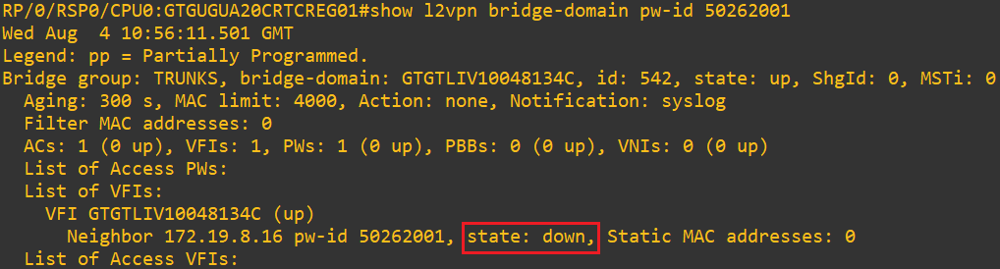 RP/0/RSP0/CPU0:GTGUGUA20CRTCREG01#show l2vpn bridge-domain pw-id 50262001
Wed Aug  4 10:56:11.501 GMT
Legend: pp = Partially Programmed.
Bridge group: TRUNKS, bridge-domain: GTGTLIV10048134C, id: 542, state: up, ShgId: 0, MSTi: 0
  Aging: 300 s, MAC limit: 4000, Action: none, Notification: syslog
  Filter MAC addresses: 0
  ACs: 1 (0 up), VFIs: 1, PWs: 1 (0 up), PBBs: 0 (0 up), VNIs: 0 (0 up)
  List of Access PWs:
  List of VFIs:
    VFI GTGTLIV10048134C (up)
      Neighbor 172.19.8.16 pw-id 50262001, state: down, Static MAC addresses: 0
  List of Access VFIs: